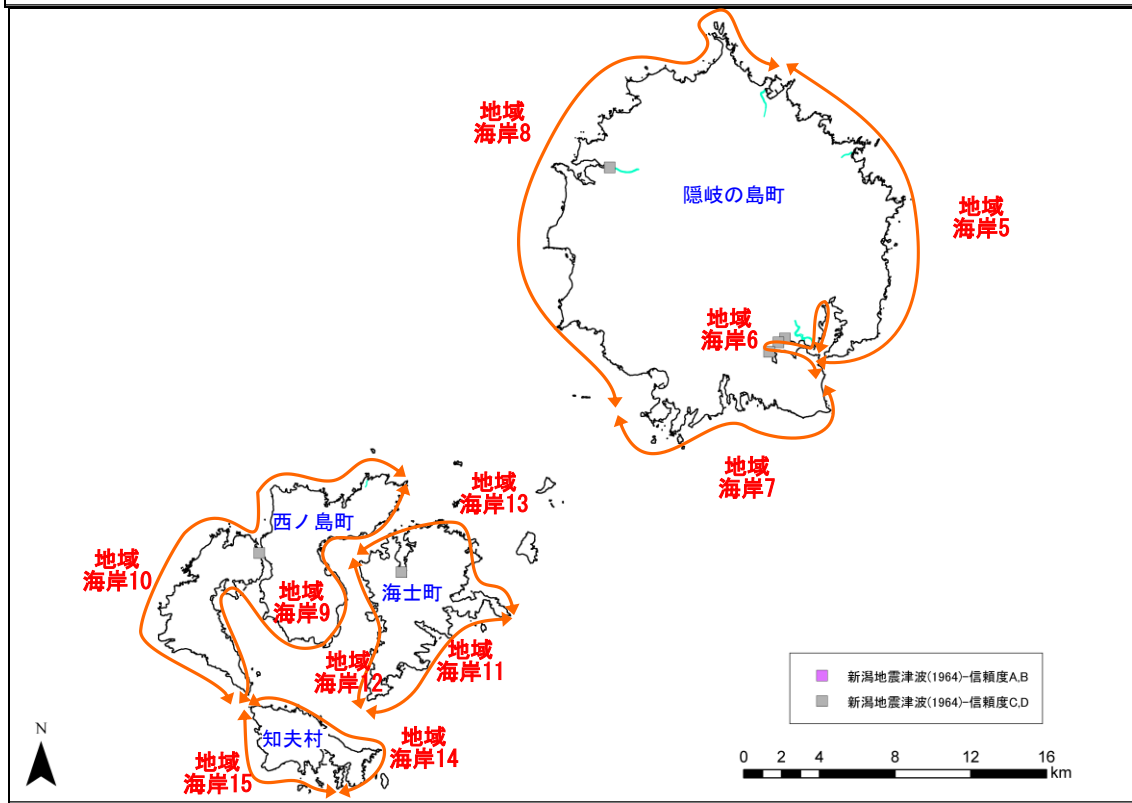 地域
海岸8
隠岐の島町
地域
海岸5
地域
海岸6
地域
海岸7
地域
海岸13
西ノ島町
地域
海岸10
地域
海岸9
海士町
地域
海岸11
地域
海岸12
知夫村
地域
海岸14
地域
海岸15
新潟地震津波(1964)-信頼度A,B
新潟地震津波(1964)-信頼度C,D
N
0 2 4 8 12 16
km